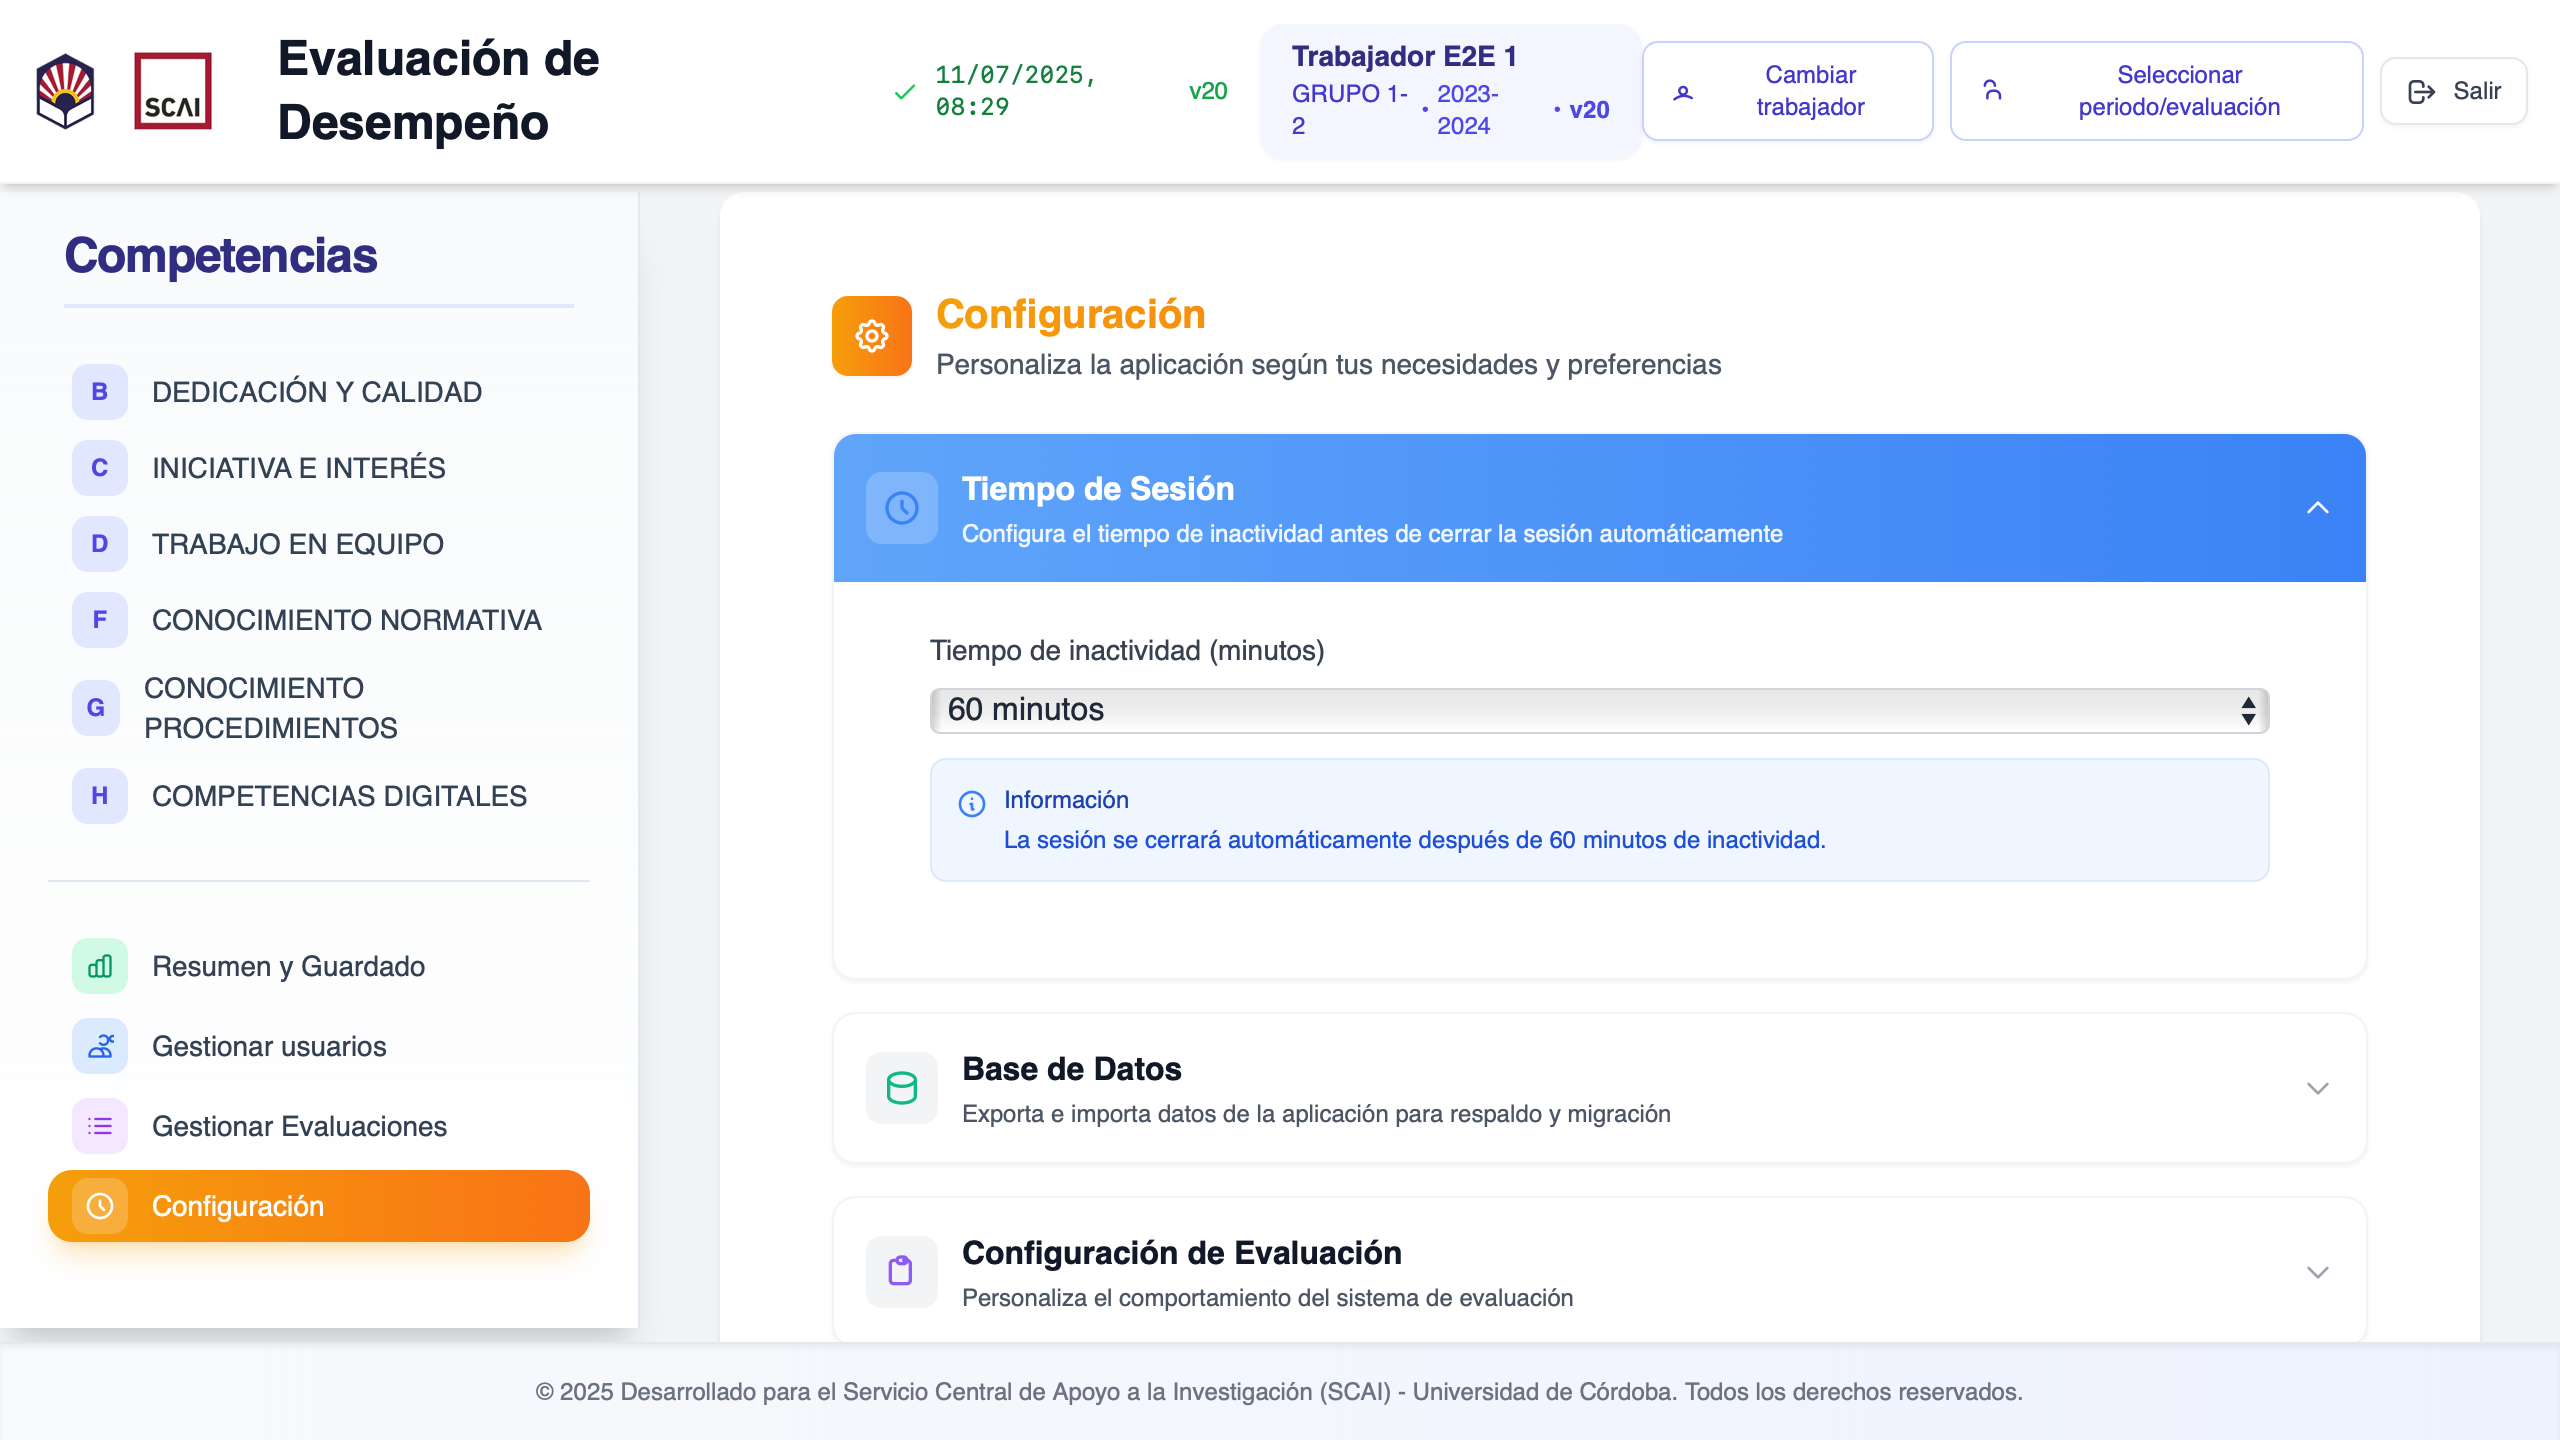 SCAI
Evaluación de
Desempeño
11/07/2025,
08:29
v20
Trabajador E2E 1
GRUPO 1-
2
• 2023-
2024
• v20
Cambiar
trabajador
Seleccionar
periodo/evaluación
Salir
Competencias
B DEDICACIÓN Y CALIDAD
C INICIATIVA E INTERÉS
D TRABAJO EN EQUIPO
F CONOCIMIENTO NORMATIVA
G CONOCIMIENTO
PROCEDIMIENTOS
H COMPETENCIAS DIGITALES
Resumen y Guardado
Gestionar usuarios
Gestionar Evaluaciones
Configuración
Configuración
Personaliza la aplicación según tus necesidades y preferencias
Tiempo de Sesión
Configura el tiempo de inactividad antes de cerrar la sesión automáticamente
Tiempo de inactividad (minutos)
60 minutos
Información
La sesión se cerrará automáticamente después de 60 minutos de inactividad.
Base de Datos
Exporta e importa datos de la aplicación para respaldo y migración
Configuración de Evaluación
Personaliza el comportamiento del sistema de evaluación
© 2025 Desarrollado para el Servicio Central de Apoyo a la Investigación (SCAI) - Universidad de Córdoba. Todos los derechos reservados.